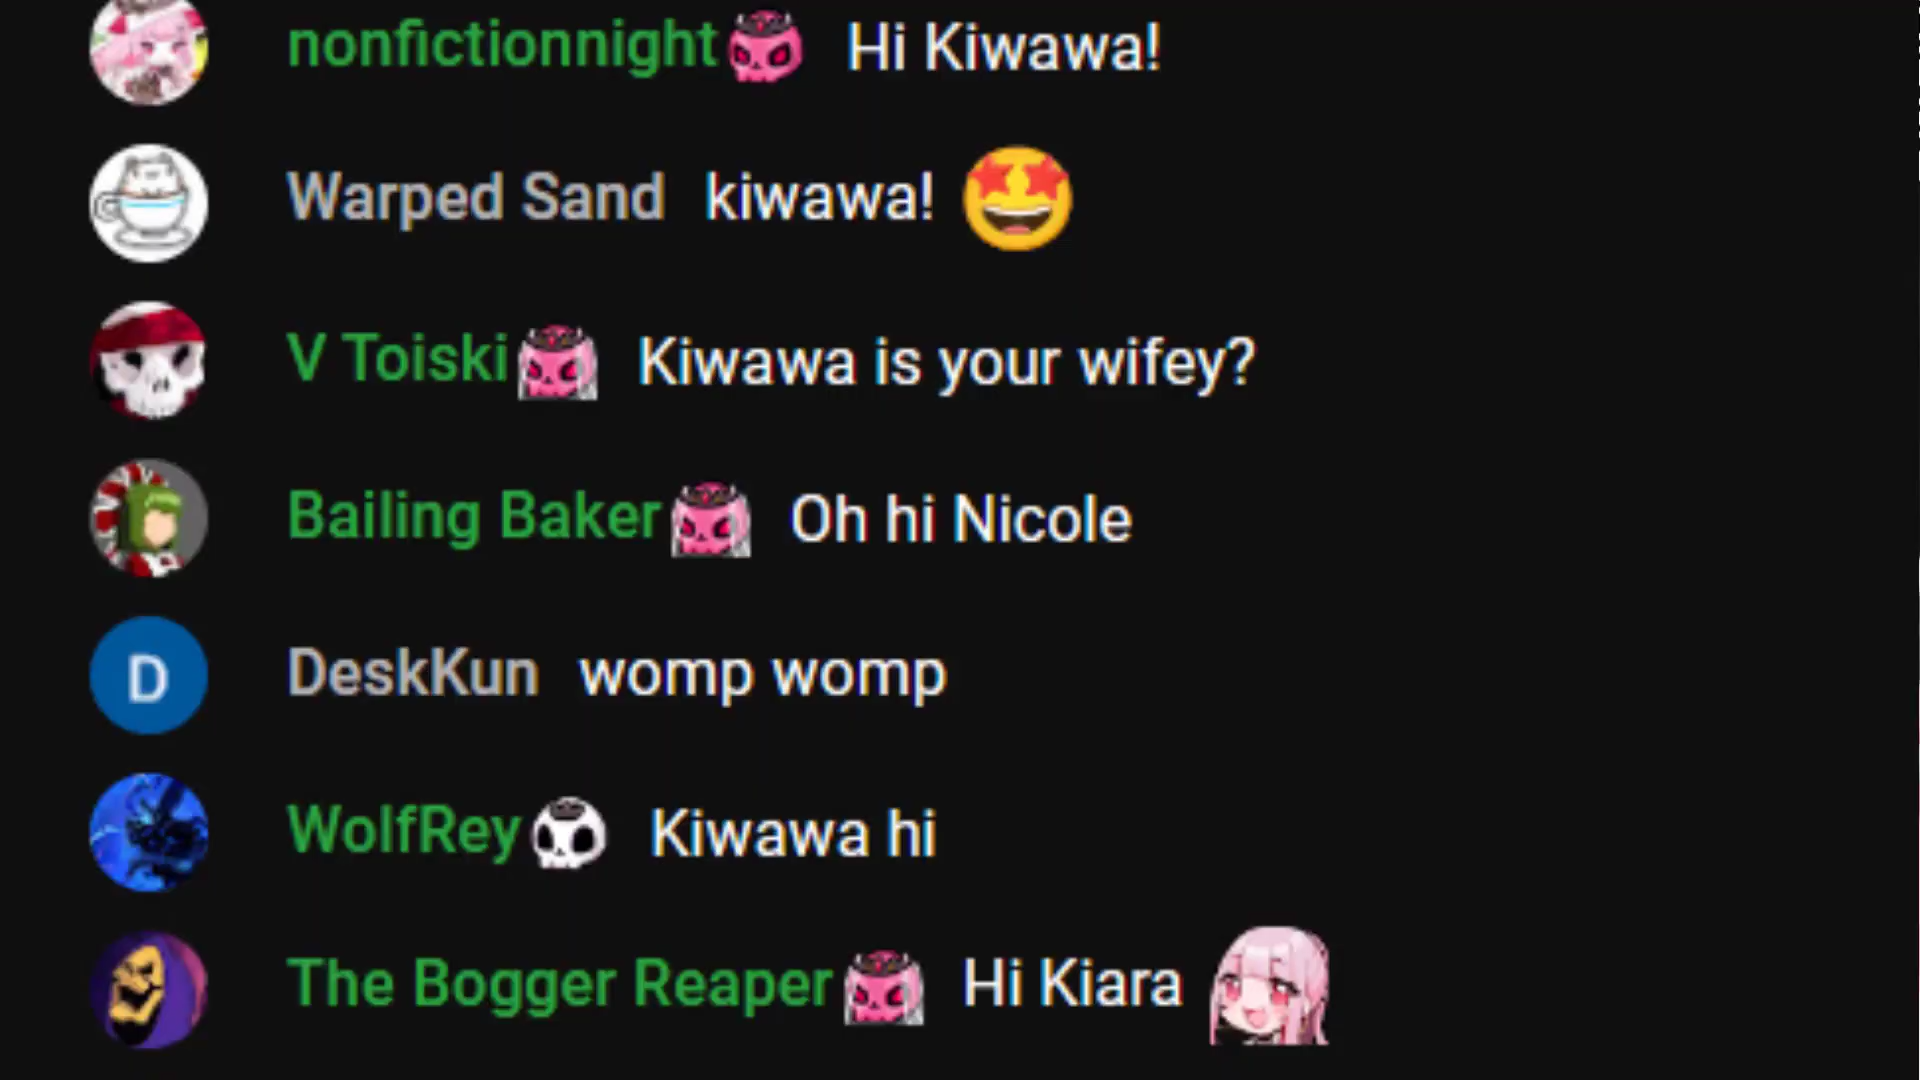 nonfictionnight Hi Kiwawa!
Warped Sand kiwawa! 🤩
V Toiski Kiwawa is your wifey?
Bailing Baker Oh hi Nicole
D DeskKun womp womp
WolfRey Kiwawa hi
The Bogger Reaper Hi Kiara